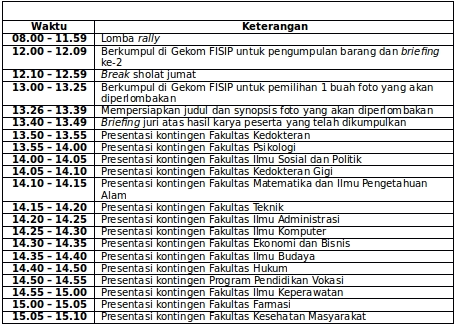 Waktu Keterangan
08.00 – 11.59 Lomba rally
12.00 – 12.09 Berkumpul di Gekom FISIP untuk pengumpulan barang dan briefing
ke-2
12.10 – 12.59 Break sholat jumat
13.00 – 13.25 Berkumpul di Gekom FISIP untuk pemilihan 1 buah foto yang akan
diperlombakan
13.26 – 13.39 Mempersiapkan judul dan synopsis foto yang akan diperlombakan
13.40 – 13.49 Briefing juri atas hasil karya peserta yang telah dikumpulkan
13.50 – 13.55 Presentasi kontingen Fakultas Kedokteran
13.55 – 14.00 Presentasi kontingen Fakultas Psikologi
14.00 – 14.05 Presentasi kontingen Fakultas Ilmu Sosial dan Politik
14.05 – 14.10 Presentasi kontingen Fakultas Kedokteran Gigi
14.10 – 14.15 Presentasi kontingen Fakultas Matematika dan Ilmu Pengetahuan
Alam
14.15 – 14.20 Presentasi kontingen Fakultas Teknik
14.20 – 14.25 Presentasi kontingen Fakultas Ilmu Administrasi
14.25 – 14.30 Presentasi kontingen Fakultas Ilmu Komputer
14.30 – 14.35 Presentasi kontingen Fakultas Ekonomi dan Bisnis
14.35 – 14.40 Presentasi kontingen Fakultas Ilmu Budaya
14.40 – 14.50 Presentasi kontingen Fakultas Hukum
14.50 – 14.55 Presentasi kontingen Program Pendidikan Vokasi
14.55 – 15.00 Presentasi kontingen Fakultas Ilmu Keperawatan
15.00 – 15.05 Presentasi kontingen Fakultas Farmasi
15.05 – 15.10 Presentasi kontingen Fakultas Kesehatan Masyarakat